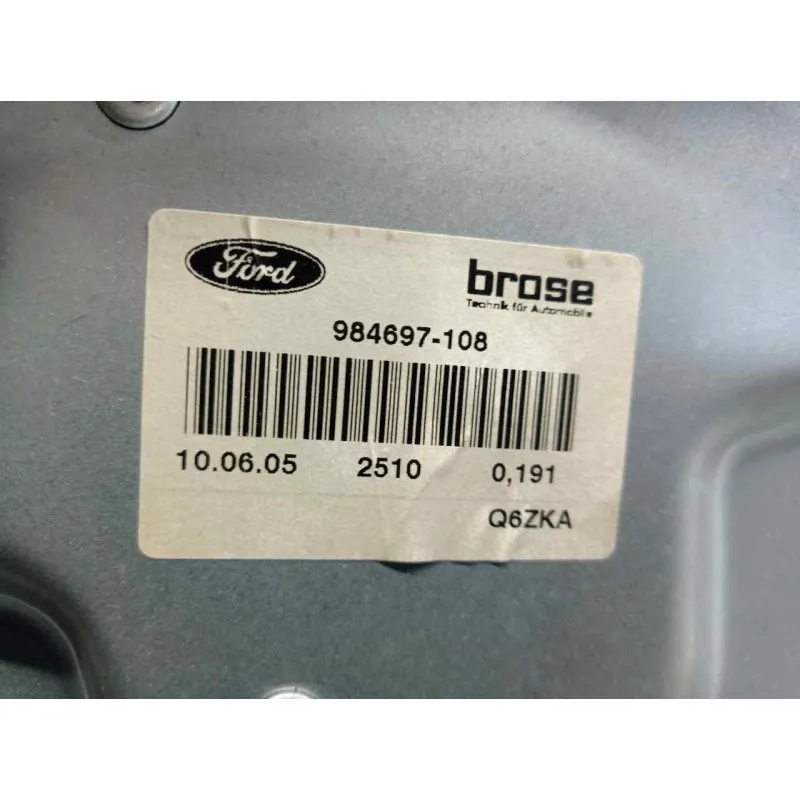 Ford brose
Technik für Automobile
984697-108
10.06.05 2510 0,191
Q6ZKA